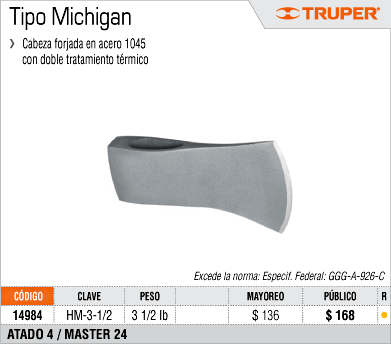 Tipo Michigan
TRUPER®
❯ Cabeza forjada en acero 1045
con doble tratamiento térmico
Excede la norma: Especif. Federal: GGG-A-926-C
CÓDIGO CLAVE PESO MAYOREO PÚBLICO R
14984 HM-3-1/2 3 1/2 lb $ 136 $ 168
ATADO 4 / MASTER 24